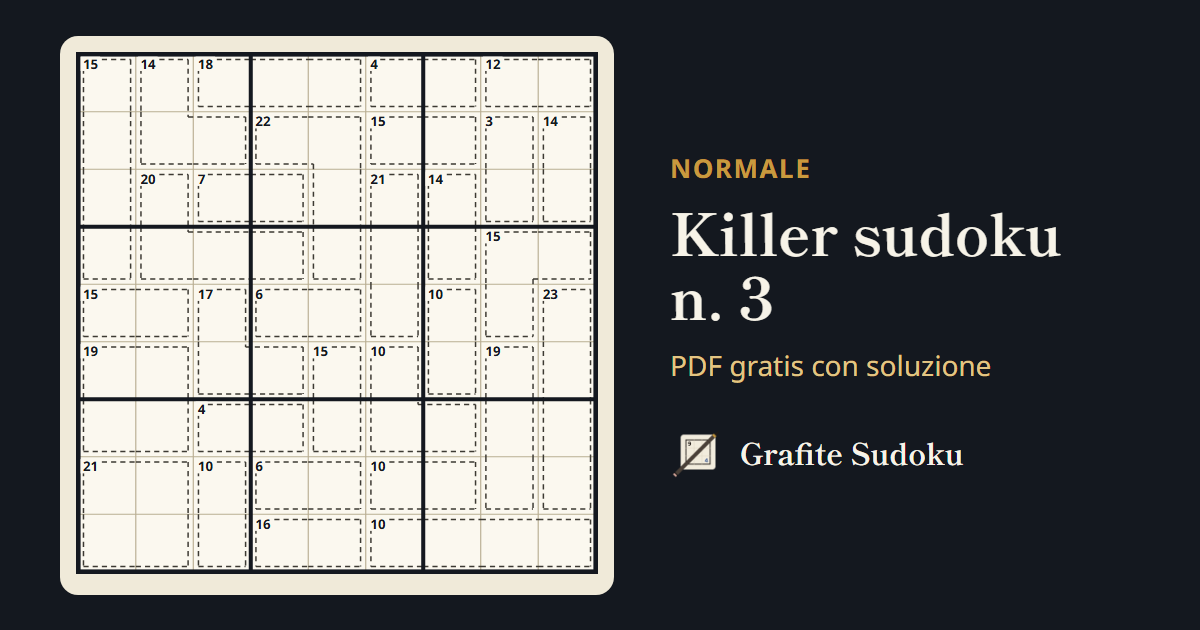 15 14 18 4 12
22 15 3 14
20 7 21 14
15
15 17 6 10 23
19 15 10 19
4
21 10 6 10
16 10
NORMALE
Killer sudoku
n. 3
PDF gratis con soluzione
Grafite Sudoku